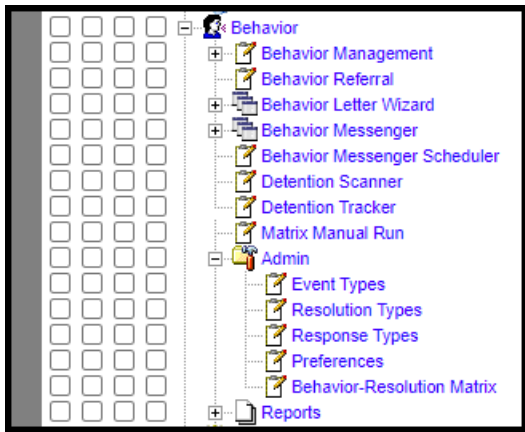 Behavior
Behavior Management
Behavior Referral
Behavior Letter Wizard
Behavior Messenger
Behavior Messenger Scheduler
Detention Scanner
Detention Tracker
Matrix Manual Run
Admin
Event Types
Resolution Types
Response Types
Preferences
Behavior-Resolution Matrix
Reports